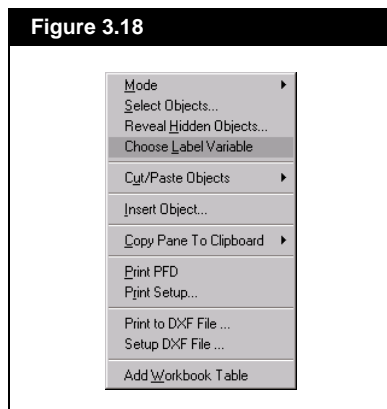 Figure 3.18
Mode
Select Objects...
Reveal Hidden Objects...
Choose Label Variable
Cut/Paste Objects
Insert Object...
Copy Pane To Clipboard
Print PFD
Print Setup...
Print to DXF File ...
Setup DXF File ...
Add Workbook Table